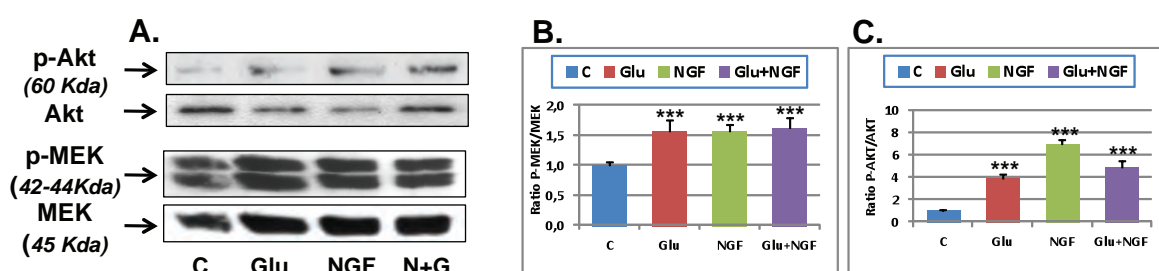 A.
p-Akt
(60 Kda)
Akt
p-MEK
(42-44Kda)
MEK
(45 Kda)
C Glu NGF N+G
B.
C Glu NGF Glu+NGF
Ratio P-MEK/MEK
2,0
1,5
1,0
0,5
0,0
***
***
***
C Glu NGF Glu+NGF
C.
C Glu NGF Glu+NGF
Ratio P-AKT/AKT
10
8
6
4
2
0
***
***
***
C Glu NGF Glu+NGF